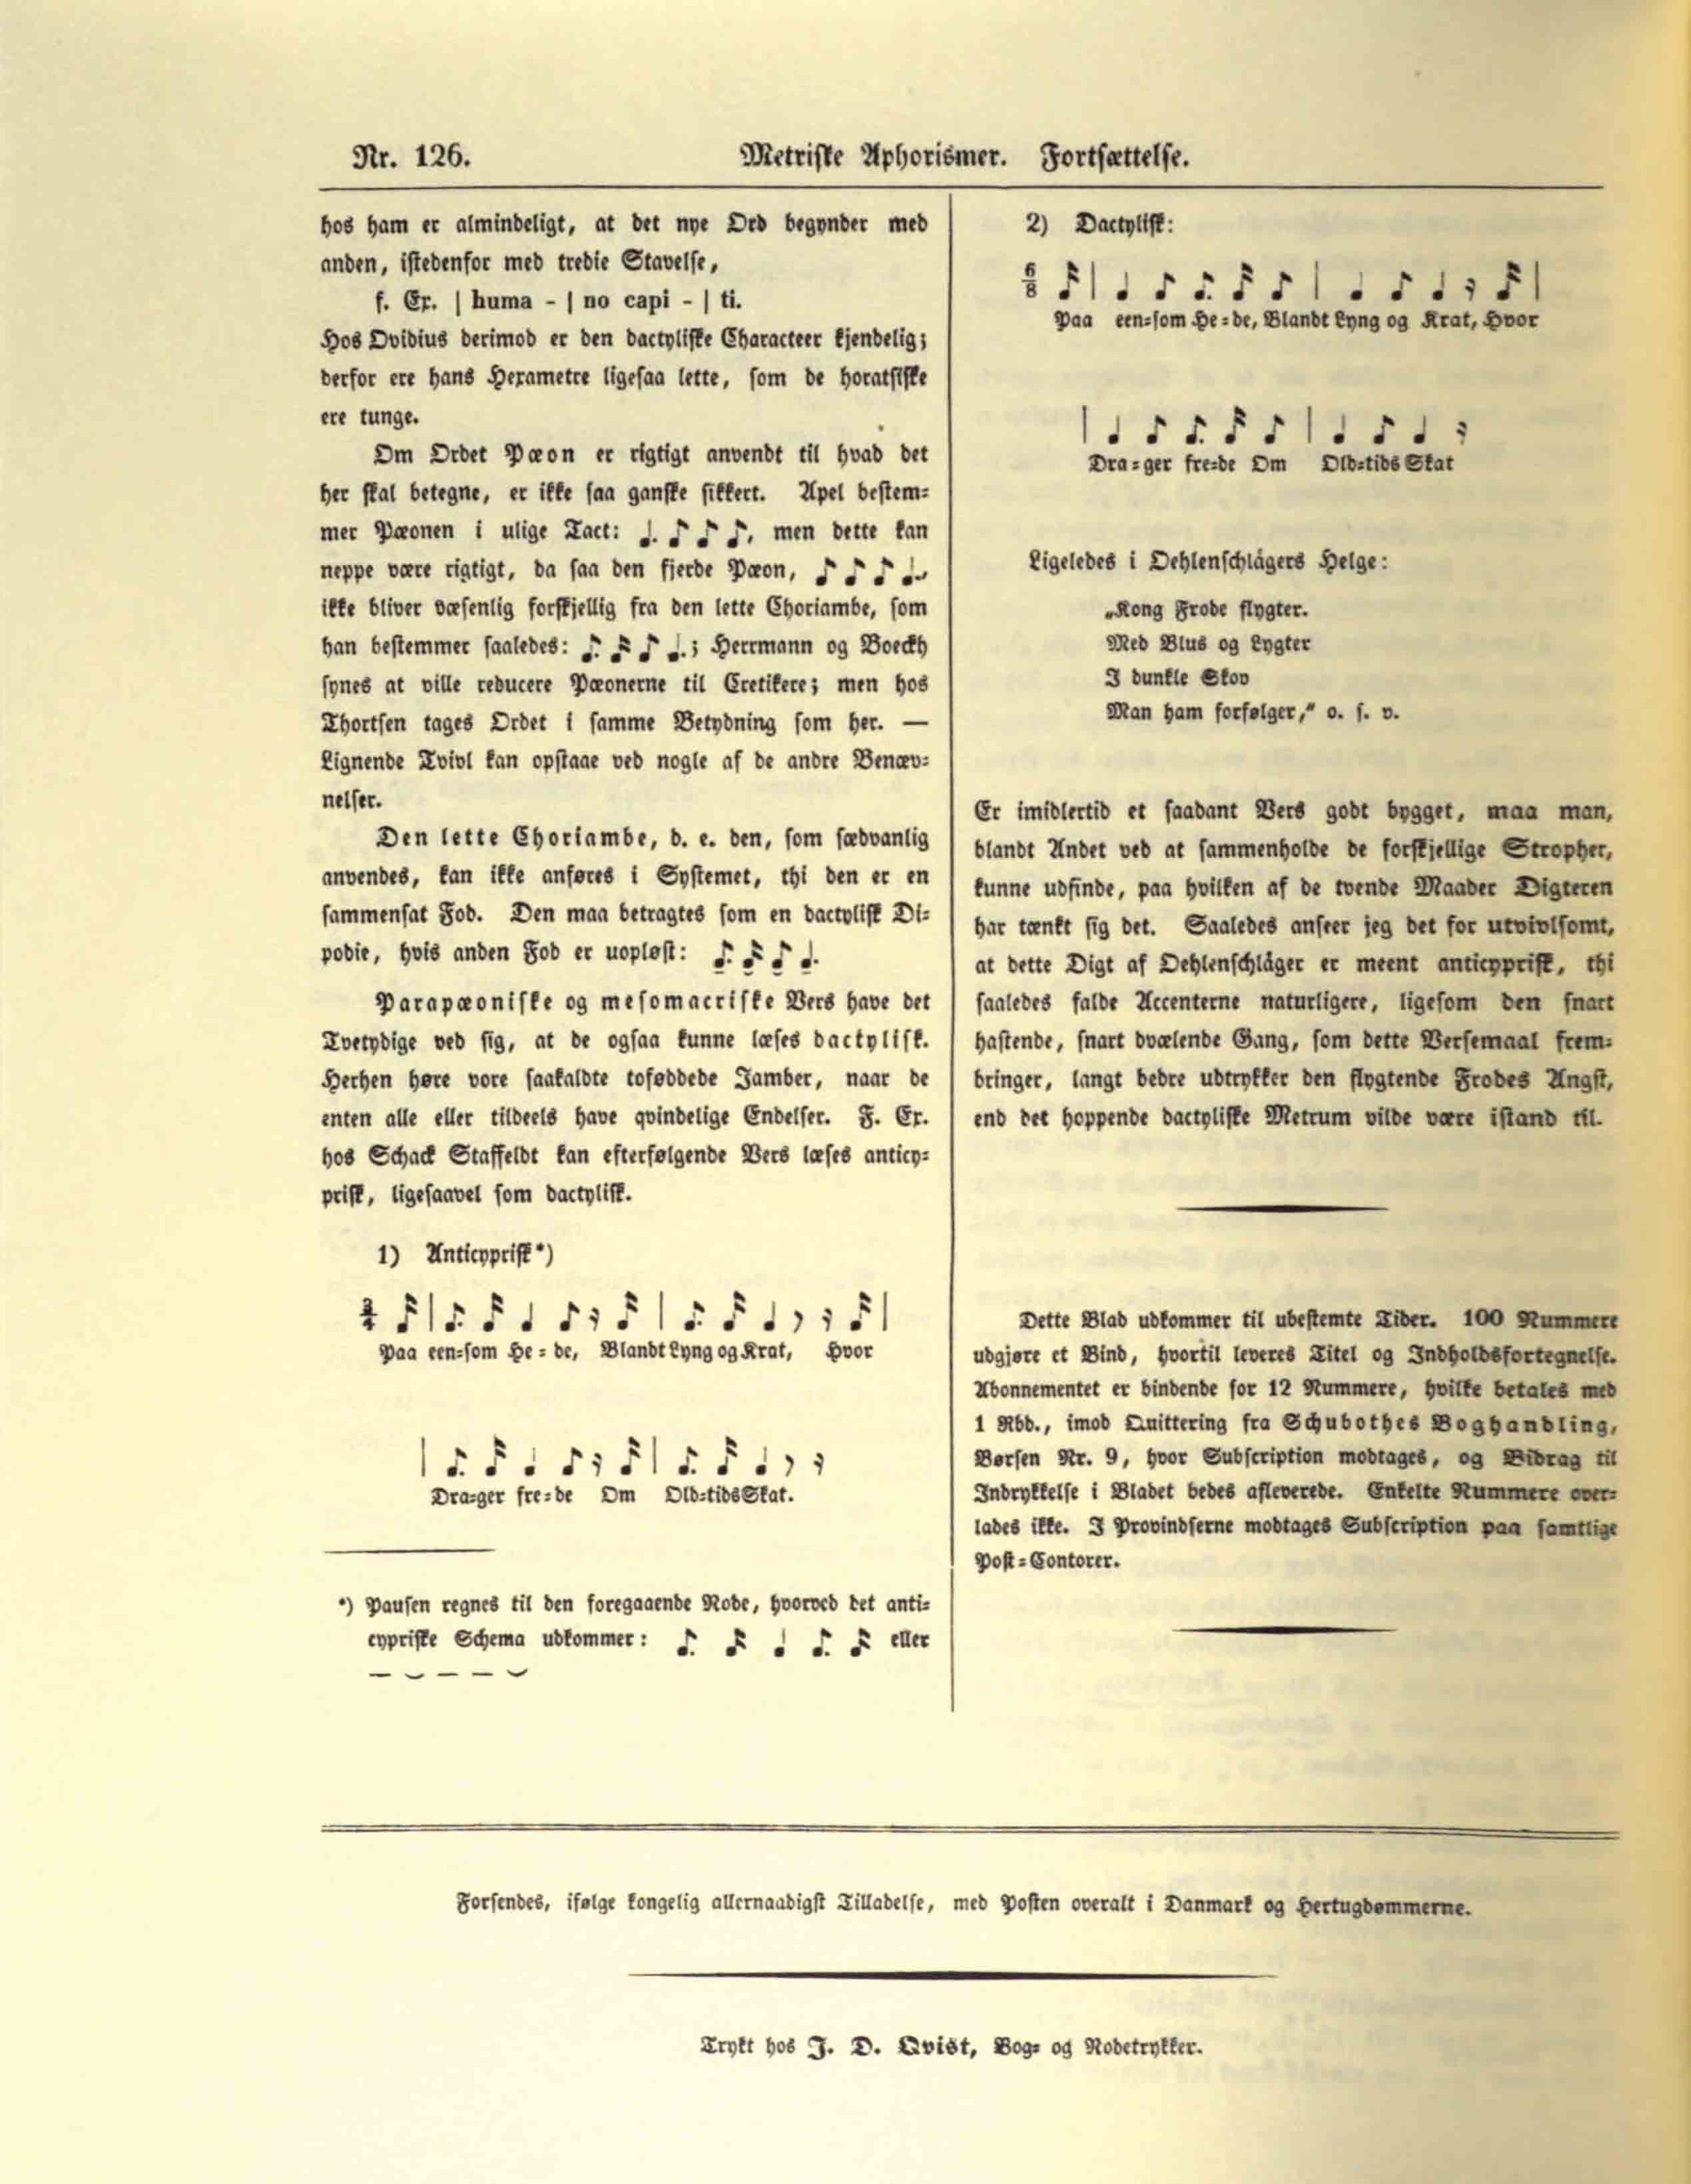 Nr. 126.
Metriske Aphorismer. Fortsættelse.
hos ham er almindeligt, at det nye Ord begynder med
anden, istedenfor med tredie Stavelse,
f. Ex. | huma - | no capi - | ti.
Hos Ovidius derimod er den dactyliske Characteer kjendelig;
derfor ere hans Hexametre ligesaa lette, som de horatsiske
ere tunge.
Om Ordet Pæon er rigtigt anvendt til hvad det
her skal betegne, er ikke saa ganske sikkert. Apel bestem-
mer Pæonen i ulige Tact: ♩. ♪ ♪ ♪, men dette kan
neppe være rigtigt, da saa den fjerde Pæon, ♪ ♪ ♪ ♩.,
ikke bliver væsenlig forskjellig fra den lette Choriambe, som
han bestemmer saaledes: ♪. 𝅘𝅥𝅯 ♪ ♩.; Herrmann og Boeckh
synes at ville reducere Pæonerne til Cretikere; men hos
Thortsen tages Ordet i samme Betydning som her. —
Lignende Tvivl kan opstaae ved nogle af de andre Benæv-
nelser.
Den lette Choriambe, d. e. den, som sædvanlig
anvendes, kan ikke anføres i Systemet, thi den er en
sammensat Fod. Den maa betragtes som en dactylisk Di-
podie, hvis anden Fod er uopløst: ♪. 𝅘𝅥𝅯 ♪ ♩.
Parapæoniske og mesomacriske Vers have det
Tvetydige ved sig, at de ogsaa kunne læses dactylisk.
Herhen høre vore saakaldte toføddede Jamber, naar de
enten alle eller tildeels have qvindelige Endelser. F. Ex.
hos Schack Staffeldt kan efterfølgende Vers læses anticy-
prisk, ligesaavel som dactylisk.
1) Anticyprisk*)
Paa een-som He-de, Blandt Lyng og Krat, Hvor
Dra-ger fre-de Om Old-tids Skat.
*) Pausen regnes til den foregaaende Node, hvorved det anti-
cypriske Schema udkommer: ♪. 𝅘𝅥𝅯 ♩ ♪. 𝅘𝅥𝅯 eller
— ⏑ — — ⏑
2) Dactylisk:
6/8
Paa een-som He-de, Blandt Lyng og Krat, Hvor
Dra-ger fre-de Om Old-tids Skat
Ligeledes i Oehlenschlägers Helge:
„Kong Frode flygter.
Med Blus og Lygter
I dunkle Skov
Man ham forfølger,“ o. s. v.
Er imidlertid et saadant Vers godt bygget, maa man,
blandt Andet ved at sammenholde de forskjellige Stropher,
kunne udfinde, paa hvilken af de tvende Maader Digteren
har tænkt sig det. Saaledes anseer jeg det for utvivlsomt,
at dette Digt af Oehlenschläger er meent anticyprisk, thi
saaledes falde Accenterne naturligere, ligesom den snart
hastende, snart dvælende Gang, som dette Versemaal frem-
bringer, langt bedre udtrykker den flygtende Frodes Angst,
end det hoppende dactyliske Metrum vilde være istand til.
Dette Blad udkommer til ubestemte Tider. 100 Nummere
udgjøre et Bind, hvortil leveres Titel og Indholdsfortegnelse.
Abonnementet er bindende for 12 Nummere, hvilke betales med
1 Rbd., imod Quittering fra Schubothes Boghandling,
Børsen Nr. 9, hvor Subscription modtages, og Bidrag til
Indrykkelse i Bladet bedes afleverede. Enkelte Nummere over-
lades ikke. I Provindserne modtages Subscription paa samtlige
Post-Contorer.
Forsendes, ifølge kongelig allernaadigst Tilladelse, med Posten overalt i Danmark og Hertugdømmerne.
Trykt hos J. D. Qvist, Bog- og Nodetrykker.